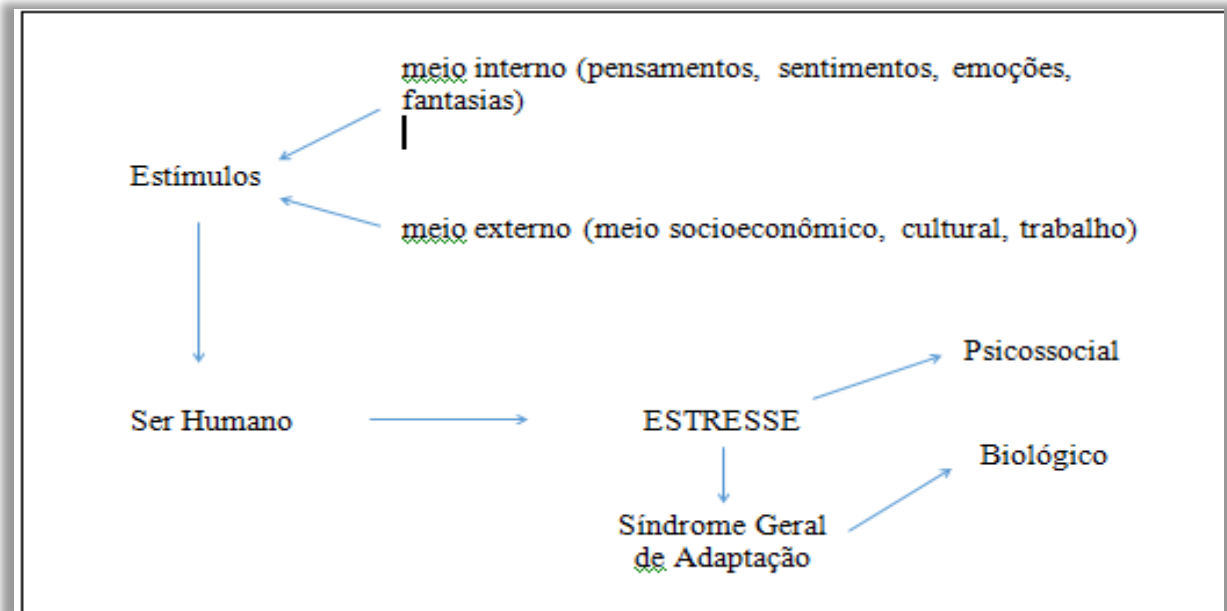 meio interno (pensamentos, sentimentos, emoções,
fantasias)
Estímulos
meio externo (meio socioeconômico, cultural, trabalho)
Psicossocial
Ser Humano
ESTRESSE
Biológico
Síndrome Geral
de Adaptação